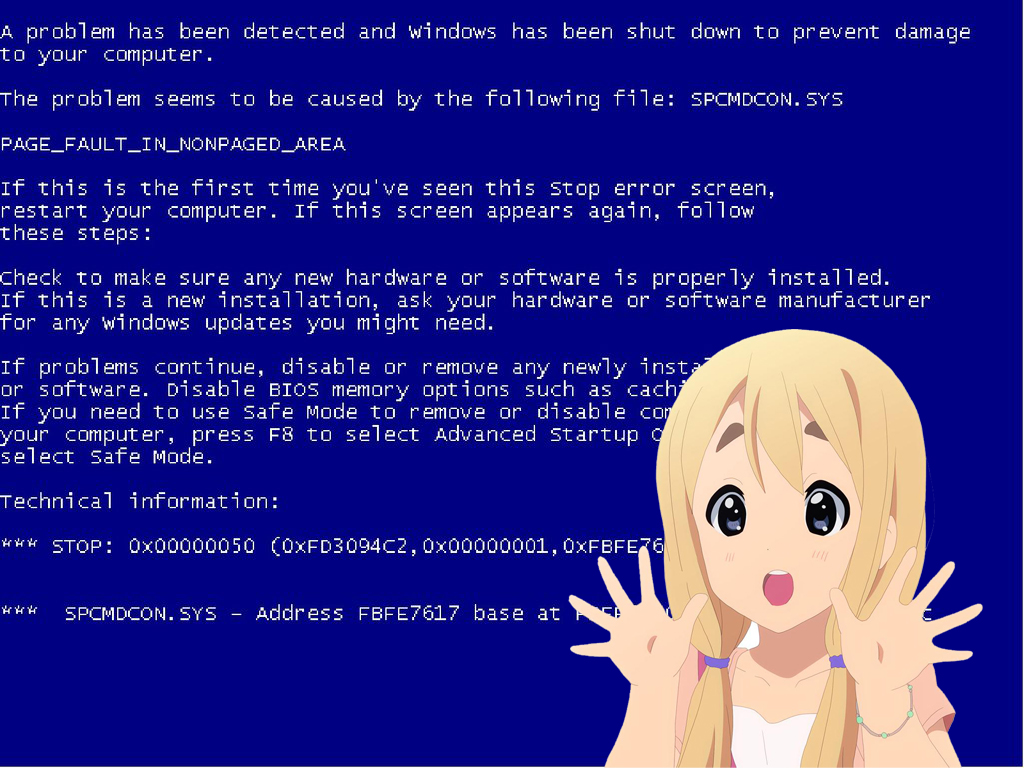 A problem has been detected and Windows has been shut down to prevent damage
to your computer.
The problem seems to be caused by the following file: SPCMDCON.SYS
PAGE_FAULT_IN_NONPAGED_AREA
If this is the first time you've seen this Stop error screen,
restart your computer. If this screen appears again, follow
these steps:
Check to make sure any new hardware or software is properly installed.
If this is a new installation, ask your hardware or software manufacturer
for any Windows updates you might need.
If problems continue, disable or remove any newly
or software. Disable BIOS memory options such as
If you need to use Safe Mode to remove or disable
your computer, press F8 to select Advanced Startup
select Safe Mode.
Technical information:
*** STOP: 0x00000050 (0xFD3094C2,0x00000001,
*** SPCMDCON.SYS - Address FBFE7617 base at